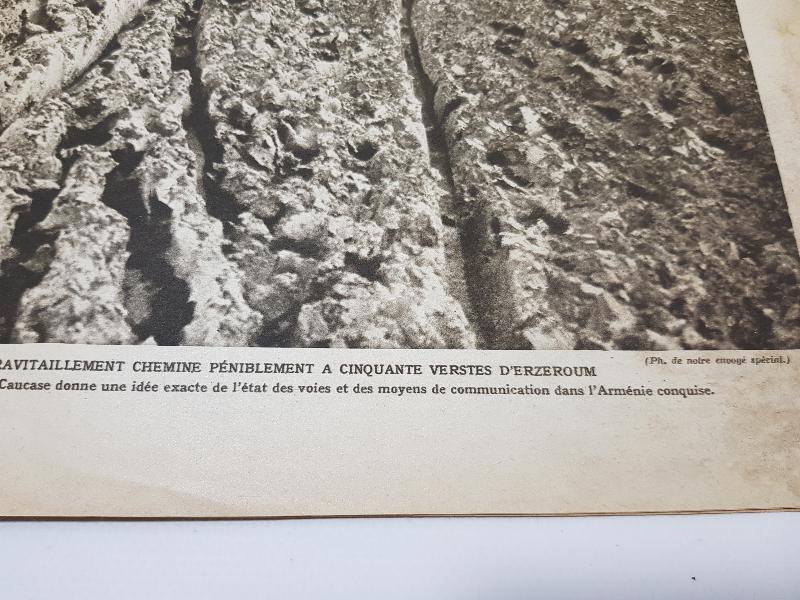 RAVITAILLEMENT CHEMINE PÉNIBLEMENT A CINQUANTE VERSTES D'ERZEROUM
(Ph. de notre envoyé spécial.)
Caucase donne une idée exacte de l'état des voies et des moyens de communication dans l'Arménie conquise.